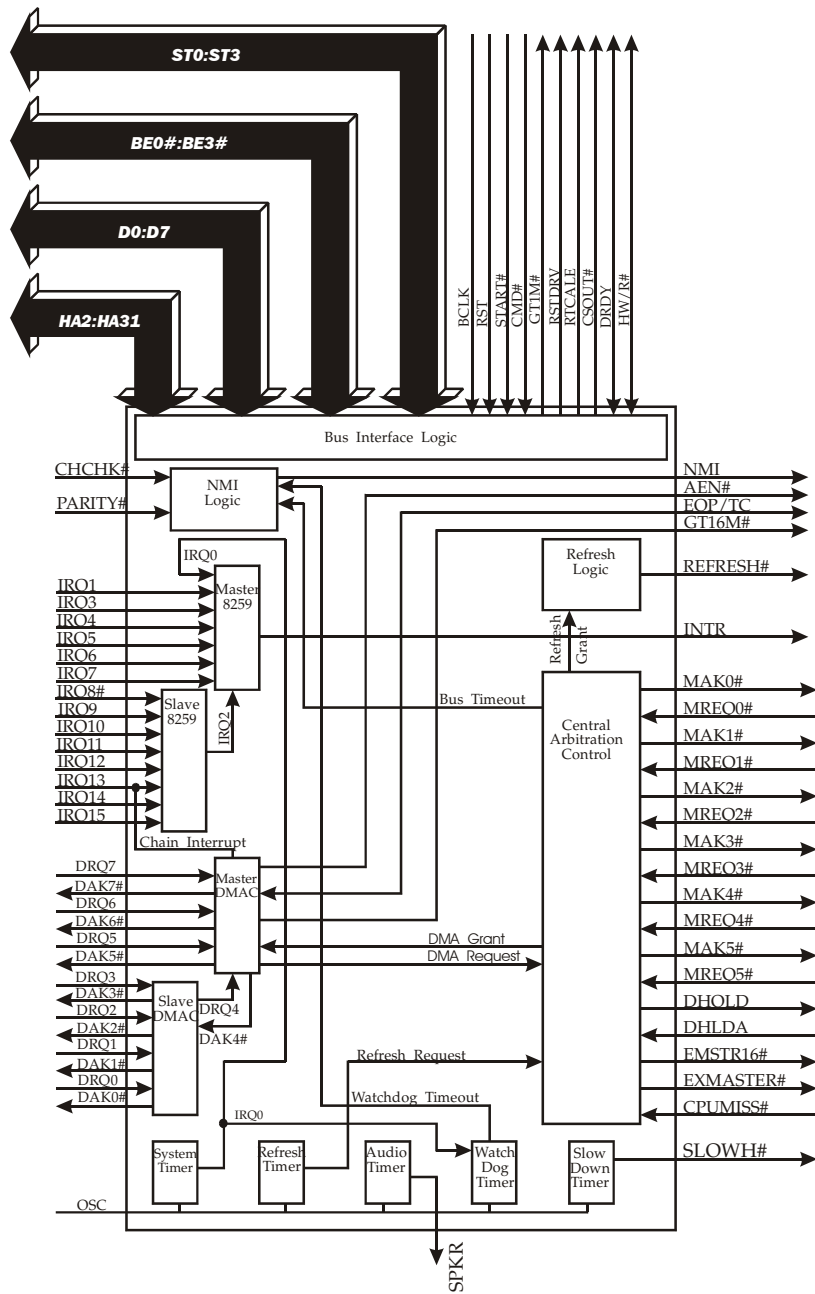 ST0:ST3
BE0#:BE3#
D0:D7
HA2:HA31
BCLK
RST
START#
CMD#
GT1M#
RSTDRV
RTCALE
CSOUT#
DRDY
HW/R#
Bus Interface Logic
CHCHK#
PARITY#
NMI
Logic
NMI
AEN#
EOP/TC
GT16M#
IRQ0
Master
8259
Refresh
Logic
REFRESH#
IRQ1
IRQ3
IRQ4
IRQ5
IRQ6
IRQ7
IRQ8#
IRQ9
IRQ10
IRQ11
IRQ12
IRQ13
IRQ14
IRQ15
Slave
8259
IRQ2
INTR
Refresh
Grant
Bus Timeout
Central
Arbitration
Control
MAK0#
MREQ0#
MAK1#
MREQ1#
MAK2#
MREQ2#
MAK3#
MREQ3#
MAK4#
MREQ4#
MAK5#
MREQ5#
DHOLD
DHLDA
EMSTR16#
EXMASTER#
CPUMISS#
Chain Interrupt
DRQ7
DAK7#
DRQ6
DAK6#
DRQ5
DAK5#
Master
DMAC
DMA Grant
DMA Request
DRQ3
DAK3#
DRQ2
DAK2#
DRQ1
DAK1#
DRQ0
DAK0#
Slave
DMAC
DRQ4
DAK4#
Refresh Request
Watchdog Timeout
IRQ0
System
Timer
Refresh
Timer
Audio
Timer
Watch
Dog
Timer
Slow
Down
Timer
SLOWH#
OSC
SPKR